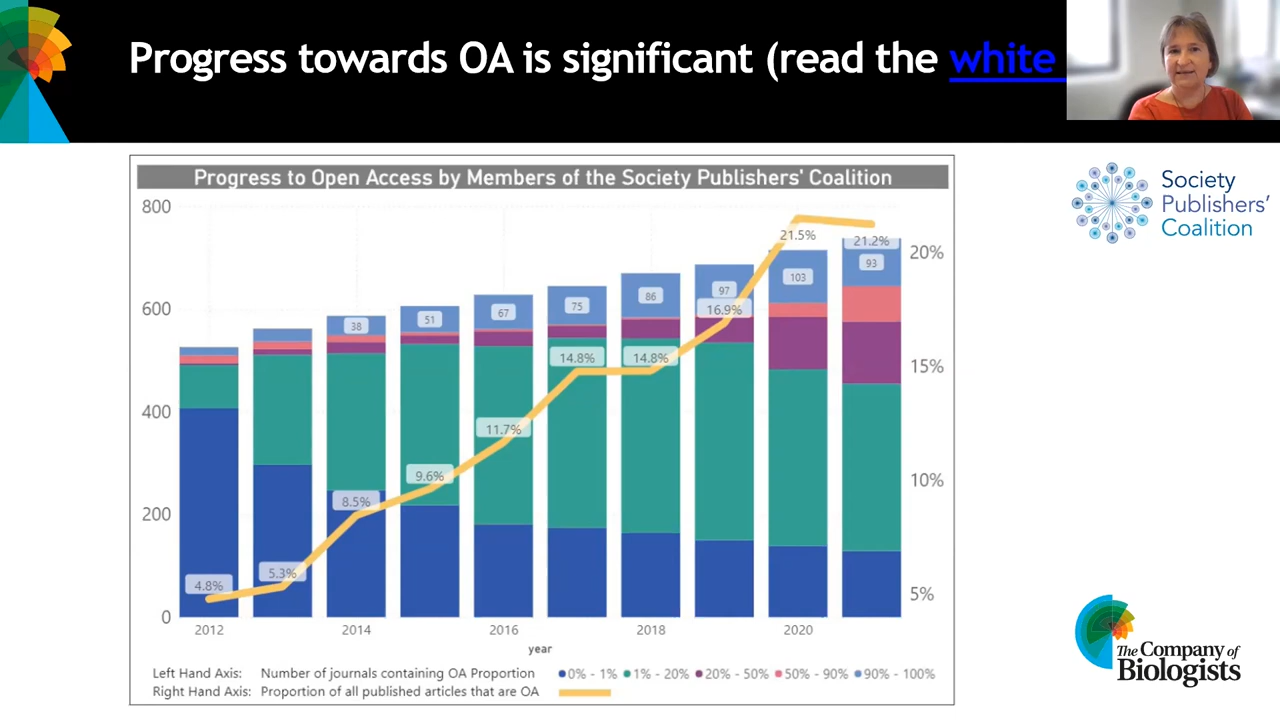 Progress towards OA is significant (read the white
Society
Publishers'
Coalition
Progress to Open Access by Members of the Society Publishers' Coalition
800
600
400
200
0
20%
15%
10%
5%
4.8%
5.3%
8.5%
9.6%
11.7%
14.8%
14.8%
16.9%
21.5%
21.2%
38
51
67
75
86
97
103
93
2012
2014
2016
2018
2020
year
Left Hand Axis: Number of journals containing OA Proportion
0% - 1% 1% - 20% 20% - 50% 50% - 90% 90% - 100%
Right Hand Axis: Proportion of all published articles that are OA
The Company of
Biologists